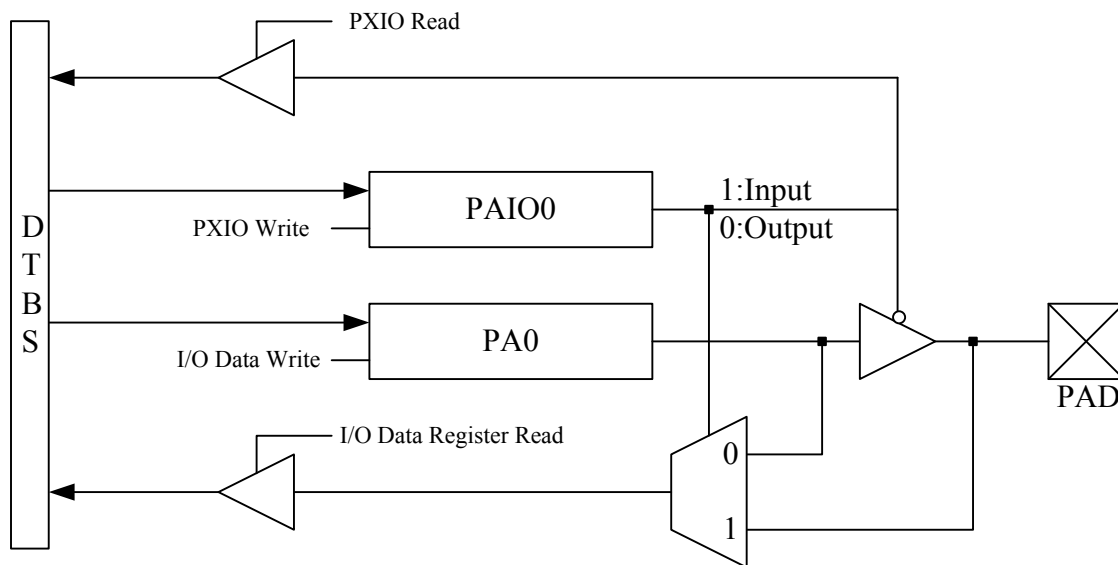 PXIO Read
PAIO0
1:Input
0:Output
PXIO Write
D
T
B
S
PA0
I/O Data Write
PAD
I/O Data Register Read
0
1